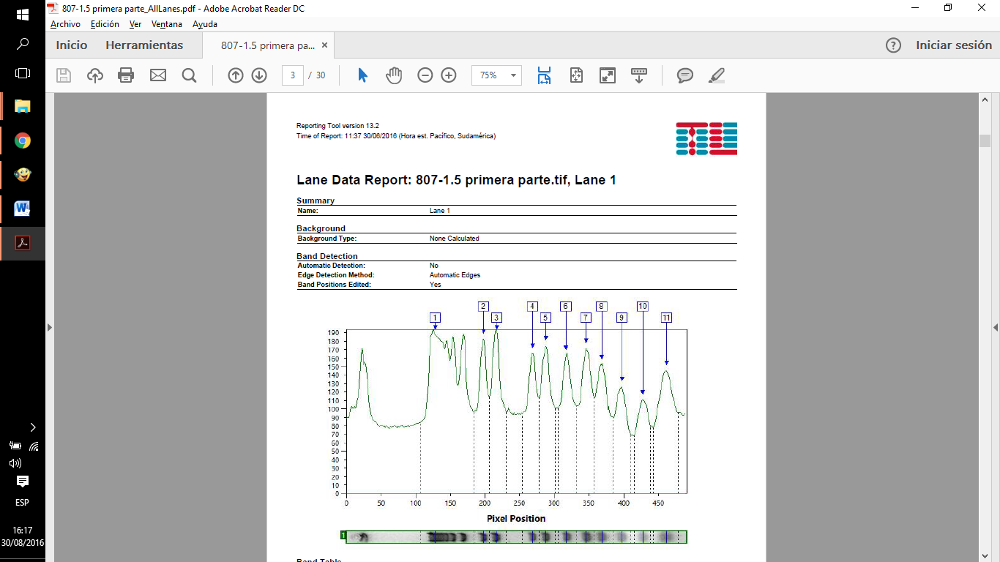 807-1.5 primera parte_AllLanes.pdf - Adobe Acrobat Reader DC
Archivo Edición Ver Ventana Ayuda
Inicio Herramientas 807-1.5 primera pa... × ? Iniciar sesión
3 / 30 75%
Reporting Tool version 13.2
Time of Report: 11:37 30/06/2016 (Hora est. Pacífico, Sudamérica)
Lane Data Report: 807-1.5 primera parte.tif, Lane 1
Summary
Name: Lane 1
Background
Background Type: None Calculated
Band Detection
Automatic Detection: No
Edge Detection Method: Automatic Edges
Band Positions Edited: Yes
2 4 6 8 10
1 3 5 7 9 11
190
180
170
160
150
140
130
120
110
100
90
80
70
60
50
40
30
20
10
0
0 50 100 150 200 250 300 350 400 450
Pixel Position
1
Band Table
ESP
16:17
30/08/2016